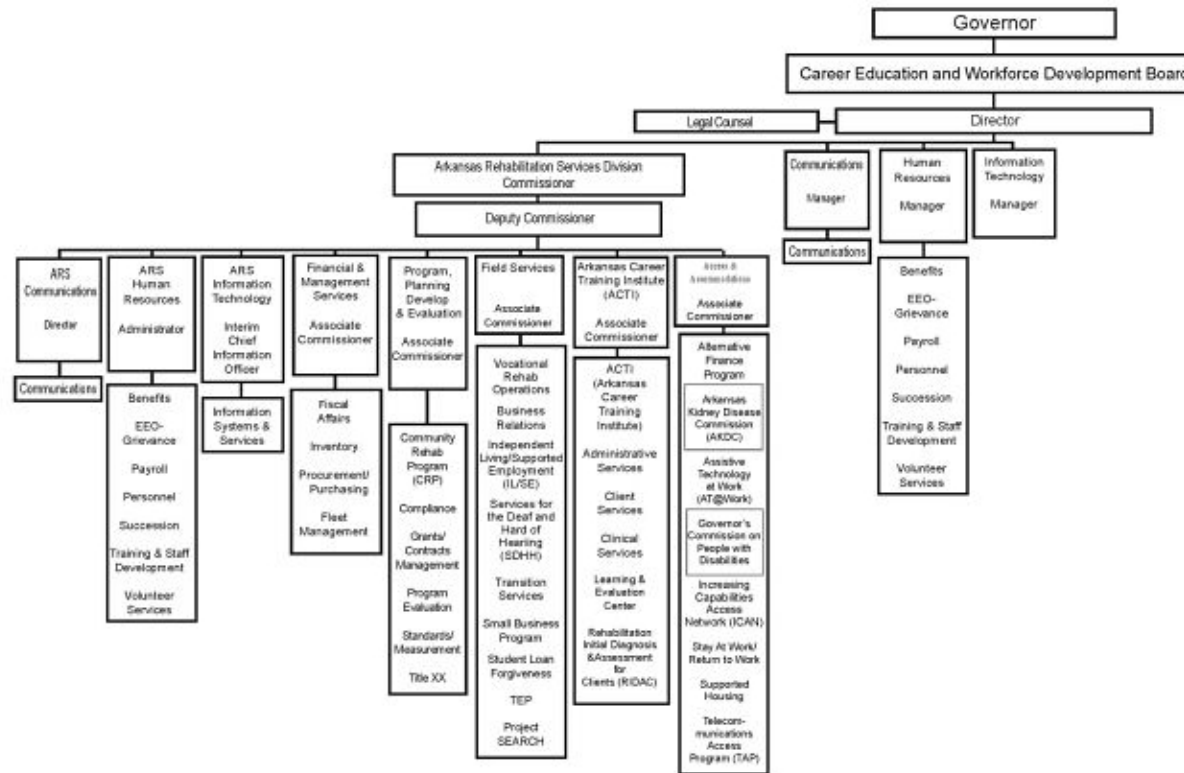 Governor
Career Education and Workforce Development Board
Legal Counsel
Director
Arkansas Rehabilitation Services Division
Commissioner
Deputy Commissioner
Communications
Manager
Communications
Human
Resources
Manager
Benefits
EEO-
Grievance
Payroll
Personnel
Succession
Training & Staff
Development
Volunteer
Services
Information
Technology
Manager
ARS
Communications
Director
Communications
ARS
Human
Resources
Administrator
Benefits
EEO-
Grievance
Payroll
Personnel
Succession
Training & Staff
Development
Volunteer
Services
ARS
Information
Technology
Interim
Chief
Information
Officer
Information
Systems &
Services
Financial &
Management
Services
Associate
Commissioner
Fiscal
Affairs
Inventory
Procurement/
Purchasing
Fleet
Management
Program,
Planning
Develop
& Evaluation
Associate
Commissioner
Community
Rehab
Program
(CRP)
Compliance
Grants/
Contracts
Management
Program
Evaluation
Standards/
Measurement
Title XX
Field Services
Associate
Commissioner
Vocational
Rehab
Operations
Business
Relations
Independent
Living/Supported
Employment
(IL/SE)
Services for
the Deaf and
Hard of
Hearing
(SDHH)
Transition
Services
Small Business
Program
Student Loan
Forgiveness
TEP
Project
SEARCH
Arkansas Career
Training Institute
(ACTI)
Associate
Commissioner
ACTI
(Arkansas
Career
Training
Institute)
Administrative
Services
Client
Services
Clinical
Services
Learning &
Evaluation
Center
Rehabilitation
Initial Diagnosis
&Assessment
for
Clients (RIDAC)
Access &
Accommodations
Associate
Commissioner
Alternative
Finance
Program
Arkansas
Kidney Disease
Commission
(AKDC)
Assistive
Technology
at Work
(AT@Work)
Governor's
Commission on
People with
Disabilities
Increasing
Capabilities
Access
Network (ICAN)
Stay At Work/
Return to Work
Supported
Housing
Telecom-
munications
Access
Program (TAP)